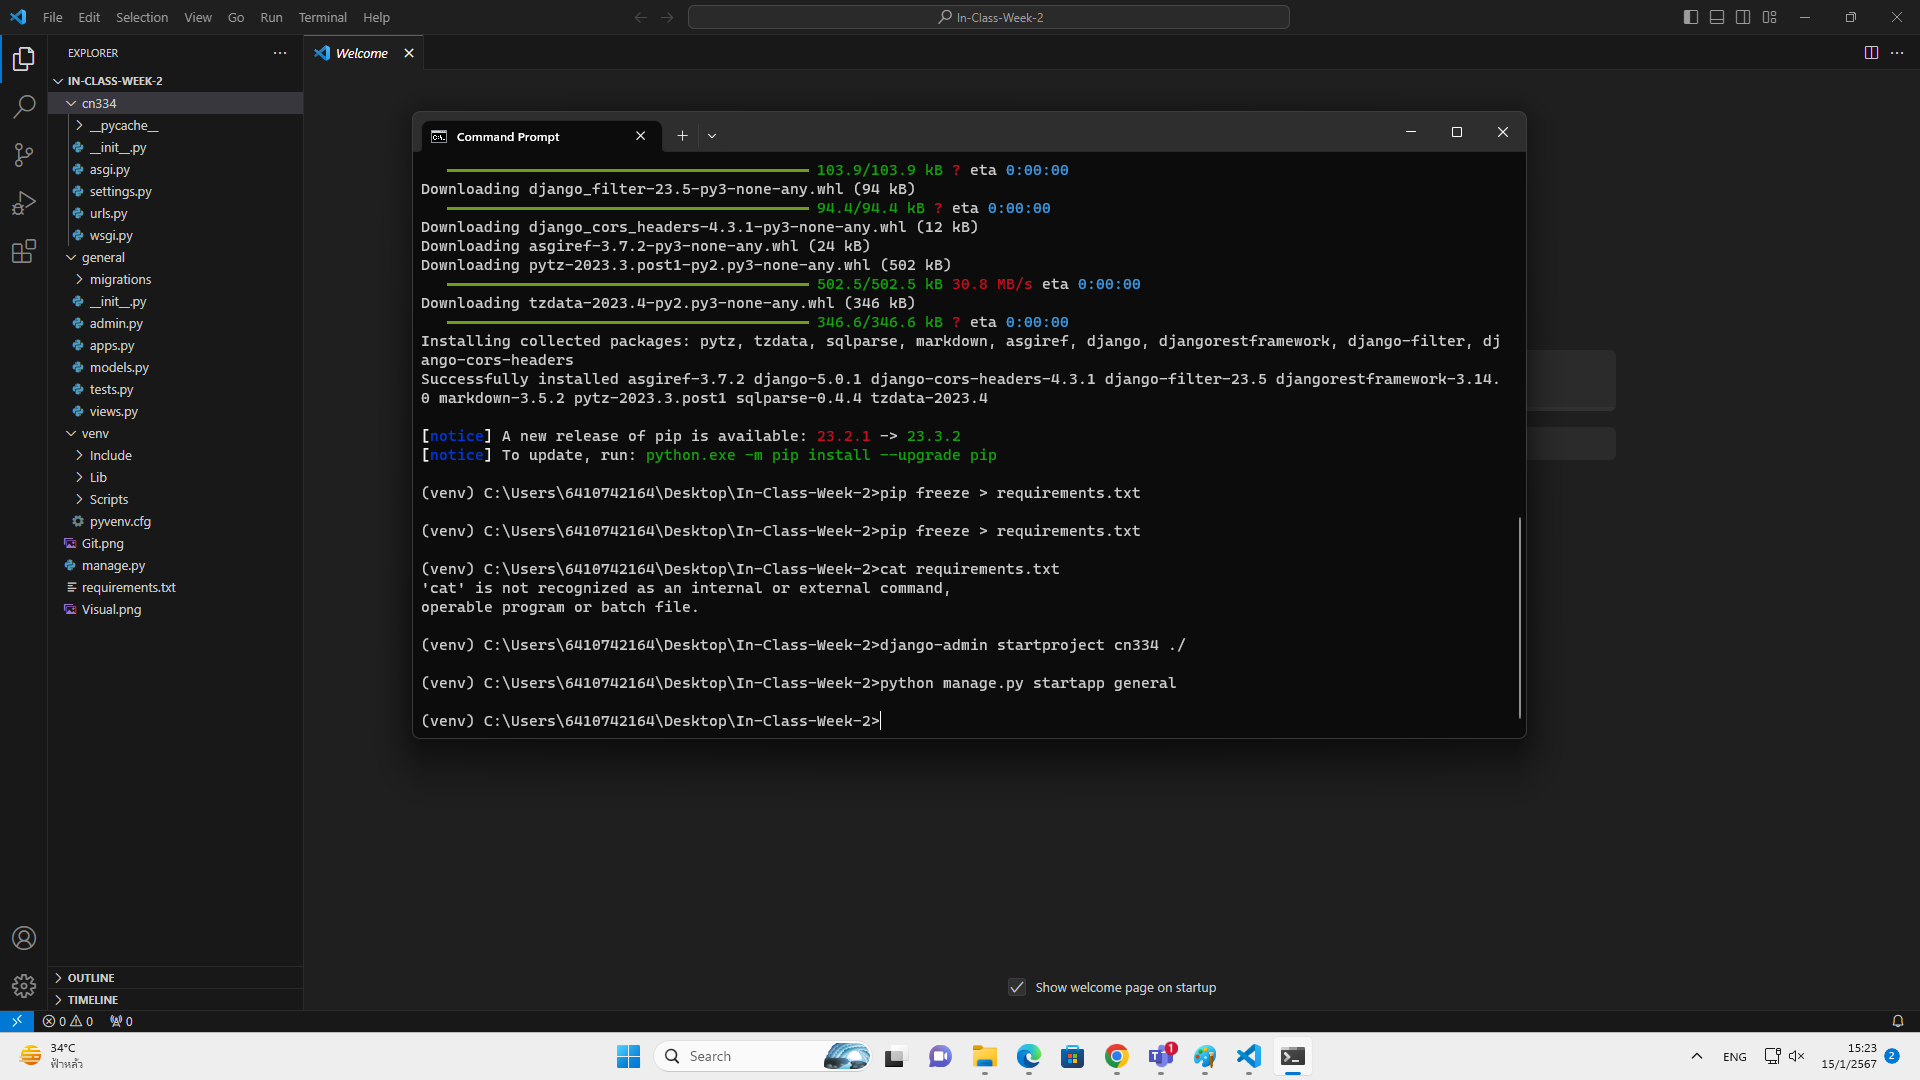 File Edit Selection View Go Run Terminal Help
In-Class-Week-2
EXPLORER
Welcome
IN-CLASS-WEEK-2
cn334
__pycache__
__init__.py
asgi.py
settings.py
urls.py
wsgi.py
general
migrations
__init__.py
admin.py
apps.py
models.py
tests.py
views.py
venv
Include
Lib
Scripts
pyvenv.cfg
Git.png
manage.py
requirements.txt
Visual.png
OUTLINE
TIMELINE
Command Prompt
103.9/103.9 kB ? eta 0:00:00
Downloading django_filter-23.5-py3-none-any.whl (94 kB)
94.4/94.4 kB ? eta 0:00:00
Downloading django_cors_headers-4.3.1-py3-none-any.whl (12 kB)
Downloading asgiref-3.7.2-py3-none-any.whl (24 kB)
Downloading pytz-2023.3.post1-py2.py3-none-any.whl (502 kB)
502.5/502.5 kB 30.8 MB/s eta 0:00:00
Downloading tzdata-2023.4-py2.py3-none-any.whl (346 kB)
346.6/346.6 kB ? eta 0:00:00
Installing collected packages: pytz, tzdata, sqlparse, markdown, asgiref, django, djangorestframework, django-filter, dj
ango-cors-headers
Successfully installed asgiref-3.7.2 django-5.0.1 django-cors-headers-4.3.1 django-filter-23.5 djangorestframework-3.14.
0 markdown-3.5.2 pytz-2023.3.post1 sqlparse-0.4.4 tzdata-2023.4
[notice] A new release of pip is available: 23.2.1 -> 23.3.2
[notice] To update, run: python.exe -m pip install --upgrade pip
(venv) C:\Users\6410742164\Desktop\In-Class-Week-2>pip freeze > requirements.txt
(venv) C:\Users\6410742164\Desktop\In-Class-Week-2>pip freeze > requirements.txt
(venv) C:\Users\6410742164\Desktop\In-Class-Week-2>cat requirements.txt
'cat' is not recognized as an internal or external command,
operable program or batch file.
(venv) C:\Users\6410742164\Desktop\In-Class-Week-2>django-admin startproject cn334 ./
(venv) C:\Users\6410742164\Desktop\In-Class-Week-2>python manage.py startapp general
(venv) C:\Users\6410742164\Desktop\In-Class-Week-2>
Show welcome page on startup
0 0 0
34°C
ฟ้าหลัว
Search
1
ENG
15:23
15/1/2567
2